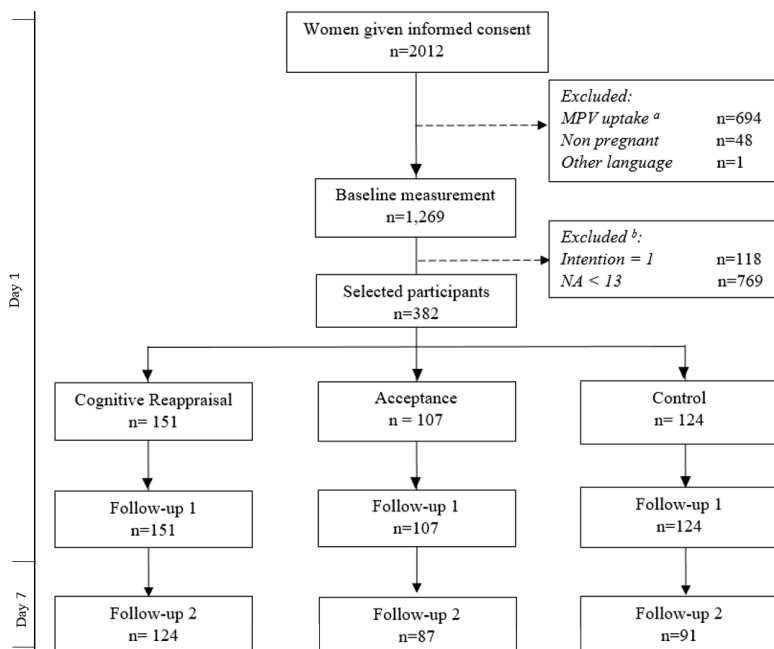 Women given informed consent
n=2012
Excluded:
MPV uptake a n=694
Non pregnant n=48
Other language n=1
Baseline measurement
n=1,269
Excluded b:
Intention = 1 n=118
NA < 13 n=769
Day 1
Selected participants
n=382
Cognitive Reappraisal
n= 151
Acceptance
n = 107
Control
n= 124
Follow-up 1
n=151
Follow-up 1
n=107
Follow-up 1
n=124
Day 7
Follow-up 2
n= 124
Follow-up 2
n=87
Follow-up 2
n=91